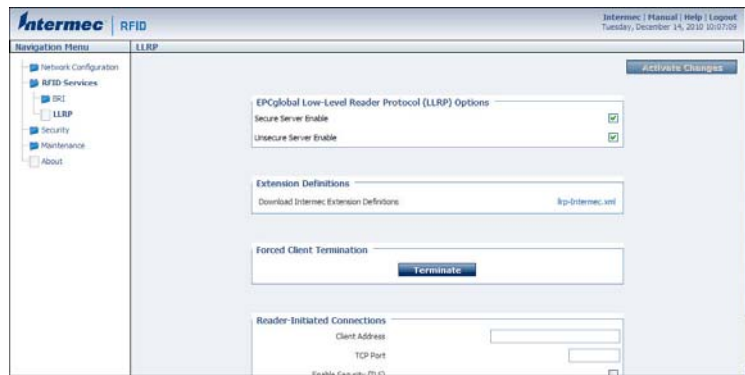 Intermec | RFID
Intermec | Manual | Help | Logout
Tuesday, December 14, 2010 10:07:09
Navigation Menu
LLRP
Network Configuration
RFID Services
BRI
LLRP
Security
Maintenance
About
Activate Changes
EPCglobal Low-Level Reader Protocol (LLRP) Options
Secure Server Enable
Unsecure Server Enable
Extension Definitions
Download Intermec Extension Definitions
llrp-Intermec.xml
Forced Client Termination
Terminate
Reader-Initiated Connections
Client Address
TCP Port
Enable Security (TLS)